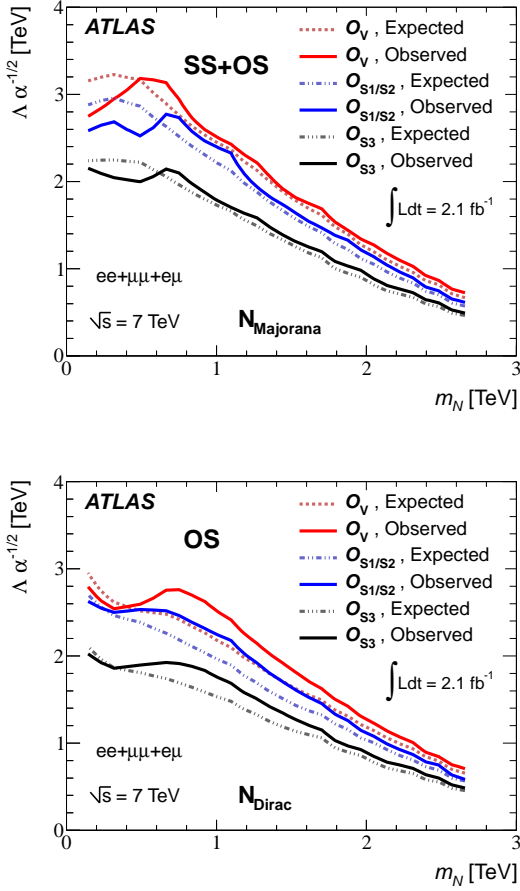 Λ α^-1/2 [TeV]
4
3
2
1
0
0 1 2 3
m_N [TeV]
ATLAS
SS+OS
O_V , Expected
O_V , Observed
O_S1/S2 , Expected
O_S1/S2 , Observed
O_S3 , Expected
O_S3 , Observed
∫ Ldt = 2.1 fb^-1
ee+μμ+eμ
√s = 7 TeV
N_Majorana
Λ α^-1/2 [TeV]
4
3
2
1
0
0 1 2 3
m_N [TeV]
ATLAS
OS
O_V , Expected
O_V , Observed
O_S1/S2 , Expected
O_S1/S2 , Observed
O_S3 , Expected
O_S3 , Observed
∫ Ldt = 2.1 fb^-1
ee+μμ+eμ
√s = 7 TeV
N_Dirac